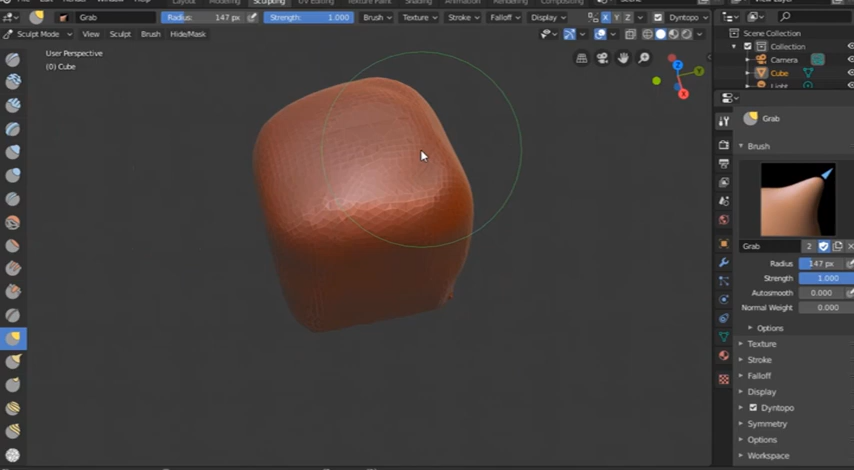 Layout Modeling Sculpting UV Editing Texture Paint Shading Animation Rendering Compositing
Grab Radius: 147 px Strength: 1.000 Brush Texture Stroke Falloff Display X Y Z Dyntopo
Sculpt Mode View Sculpt Brush Hide/Mask
Scene Collection
Collection
Camera
Cube
Light
User Perspective
(0) Cube
Z
Y
X
Grab
Brush
Grab 2
Radius 147 px
Strength 1.000
Autosmooth 0.000
Normal Weight 0.000
Options
Texture
Stroke
Falloff
Display
Dyntopo
Symmetry
Options
Workspace